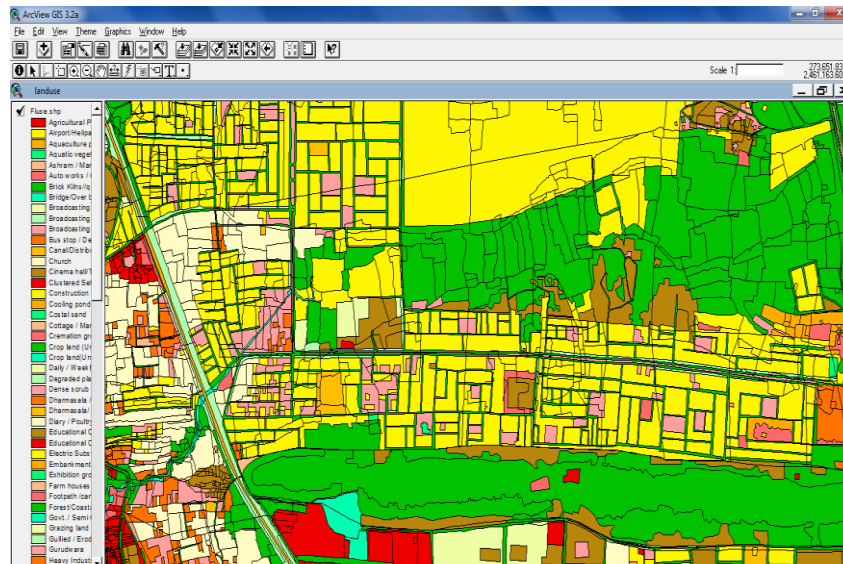 ArcView GIS 3.2a
File Edit View Theme Graphics Window Help
Scale 1:
273,651.83
2,461,163.60
landuse
Fluse.shp
Agricultural P
Airport/Helipa
Aquaculture p
Aquatic veget
Ashram / Mar
Auto works / 
Brick Kilns/q
Bridge/Over b
Broadcasting
Broadcasting
Broadcasting
Bus stop / De
Canal/Distribu
Church
Cinema hall/T
Clustered Set
Construction
Cooling pond
Costal sand
Cottage / Mar
Cremation gr
Crop land (Ur
Crop land(Un
Daily / Week
Degraded pla
Dense scrub
Dharmasala /
Dharmasala/
Diary / Poultry
Educational C
Educational C
Electric Subs
Embankment
Exhibition gro
Farm houses
Footpath /car
Forest/Coasta
Govt. / Semi
Grazing land
Gullied / Erod
Gurudwara
Heavy Indust